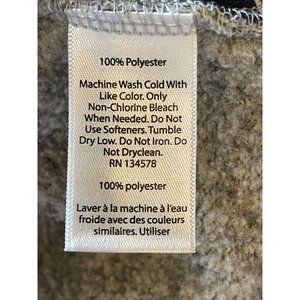 100% Polyester
Machine Wash Cold With
Like Color. Only
Non-Chlorine Bleach
When Needed. Do Not
Use Softeners. Tumble
Dry Low. Do Not Iron. Do
Not Dryclean.
RN 134578
100% polyester
Laver à la machine à l'eau
froide avec des couleurs
similaires. Utiliser